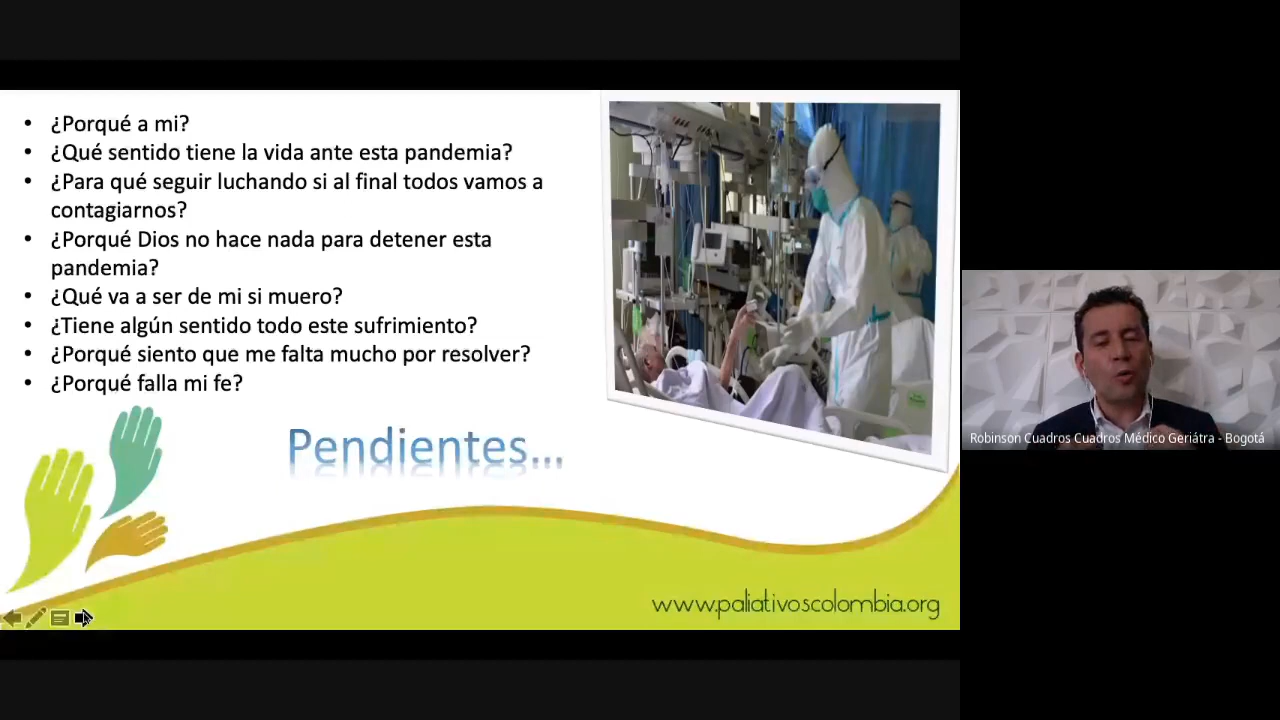 • ¿Porqué a mi?
• ¿Qué sentido tiene la vida ante esta pandemia?
• ¿Para qué seguir luchando si al final todos vamos a
contagiarnos?
• ¿Porqué Dios no hace nada para detener esta
pandemia?
• ¿Qué va a ser de mi si muero?
• ¿Tiene algún sentido todo este sufrimiento?
• ¿Porqué siento que me falta mucho por resolver?
• ¿Porqué falla mi fe?
Pendientes...
www.paliativoscolombia.org
Robinson Cuadros Cuadros Médico Geriátra - Bogotá